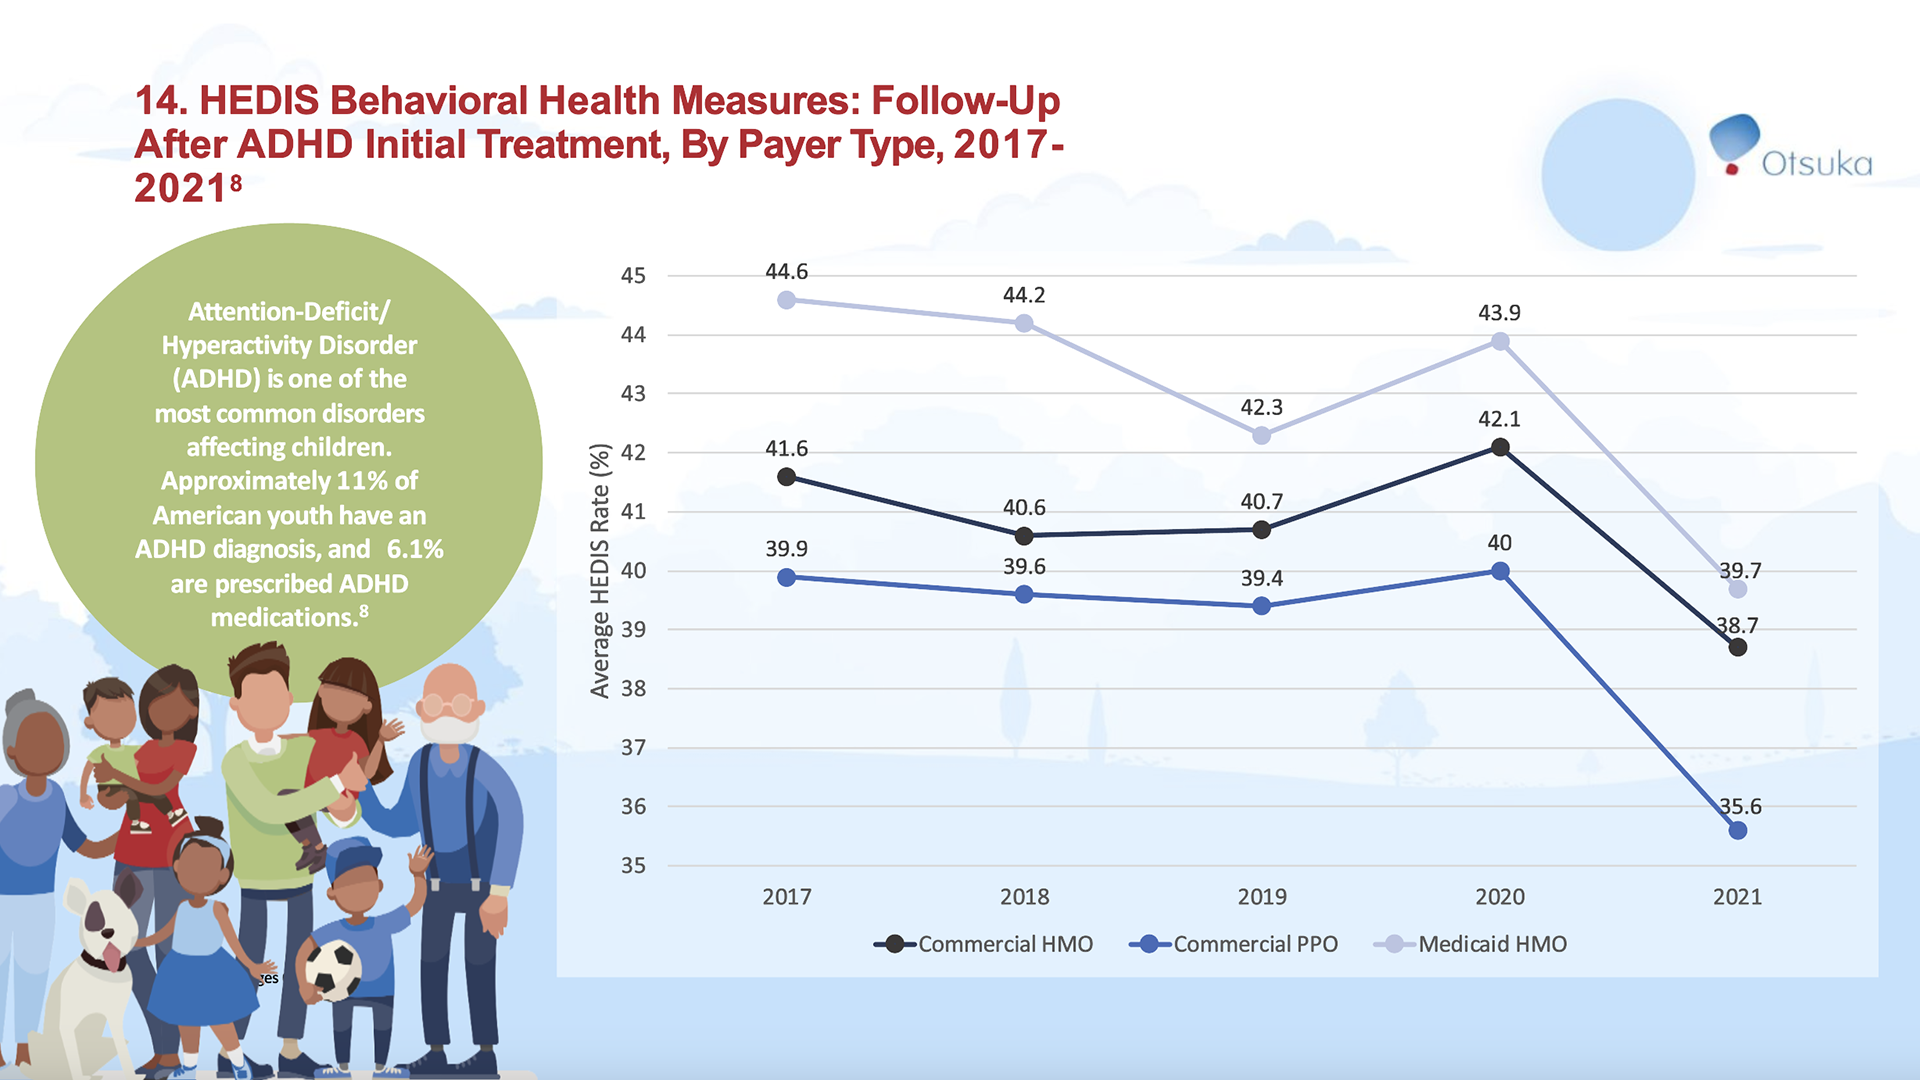 14. HEDIS Behavioral Health Measures: Follow-Up
After ADHD Initial Treatment, By Payer Type, 2017-
2021⁸
Otsuka
Attention-Deficit/
Hyperactivity Disorder
(ADHD) is one of the
most common disorders
affecting children.
Approximately 11% of
American youth have an
ADHD diagnosis, and 6.1%
are prescribed ADHD
medications.⁸
Average HEDIS Rate (%)
45
44
43
42
41
40
39
38
37
36
35
44.6
44.2
42.3
43.9
39.7
41.6
40.6
40.7
42.1
38.7
39.9
39.6
39.4
40
35.6
2017 2018 2019 2020 2021
Commercial HMO Commercial PPO Medicaid HMO